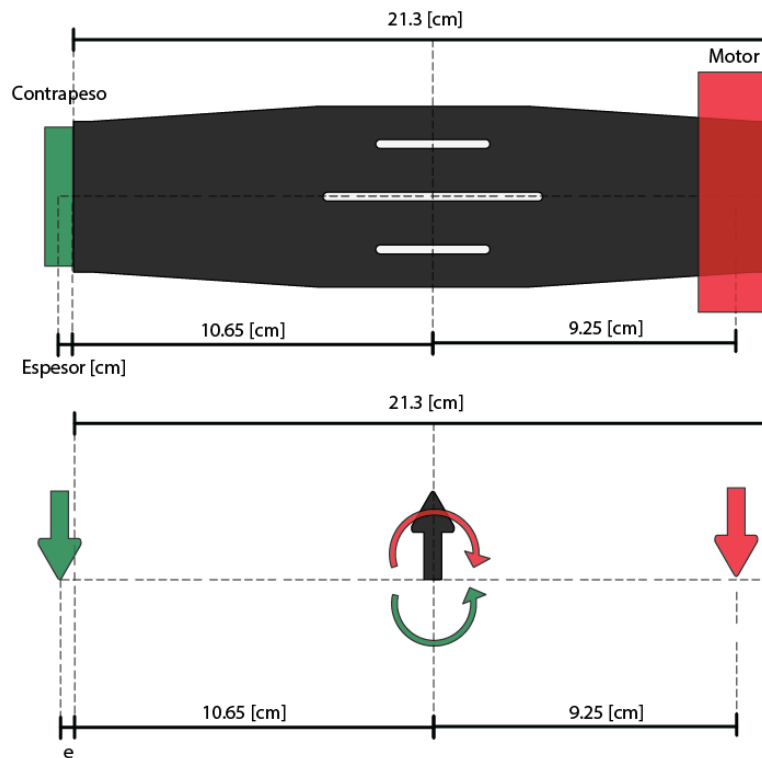 21.3 [cm]
Motor
Contrapeso
10.65 [cm]
9.25 [cm]
Espesor [cm]
21.3 [cm]
10.65 [cm]
9.25 [cm]
e